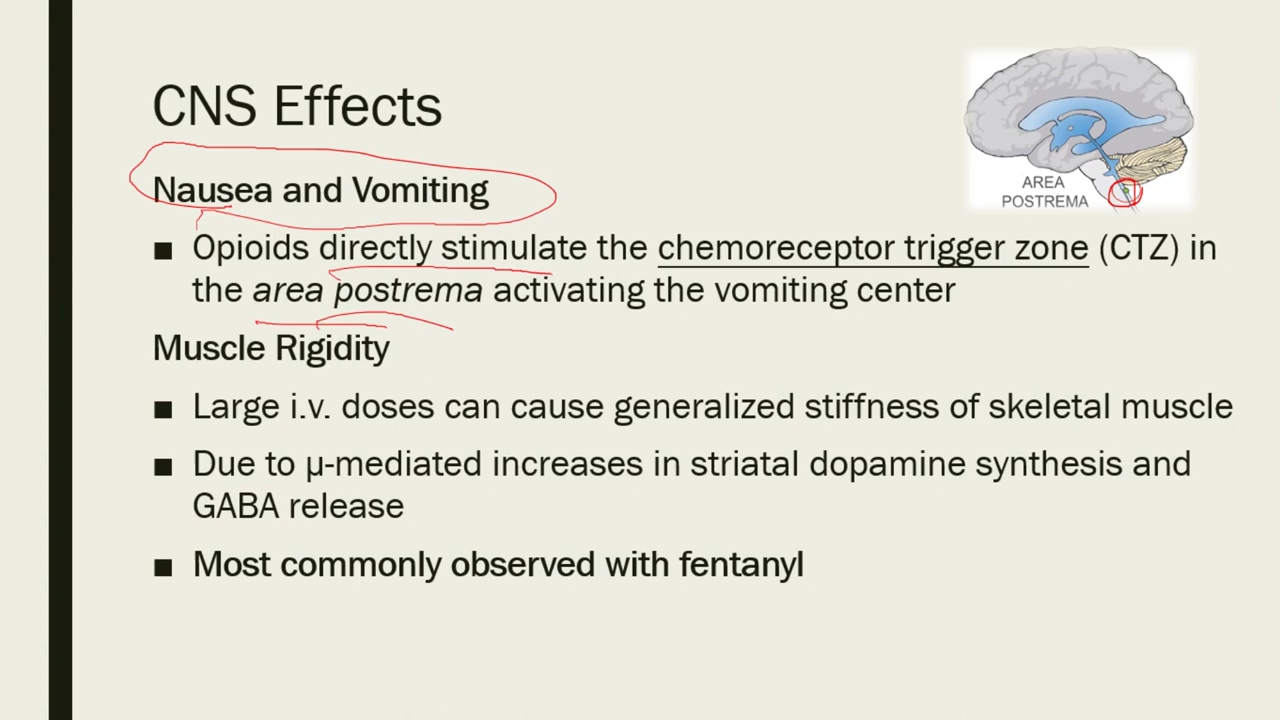 CNS Effects
AREA
POSTREMA
Nausea and Vomiting
■ Opioids directly stimulate the chemoreceptor trigger zone (CTZ) in
the area postrema activating the vomiting center
Muscle Rigidity
■ Large i.v. doses can cause generalized stiffness of skeletal muscle
■ Due to μ-mediated increases in striatal dopamine synthesis and
GABA release
■ Most commonly observed with fentanyl